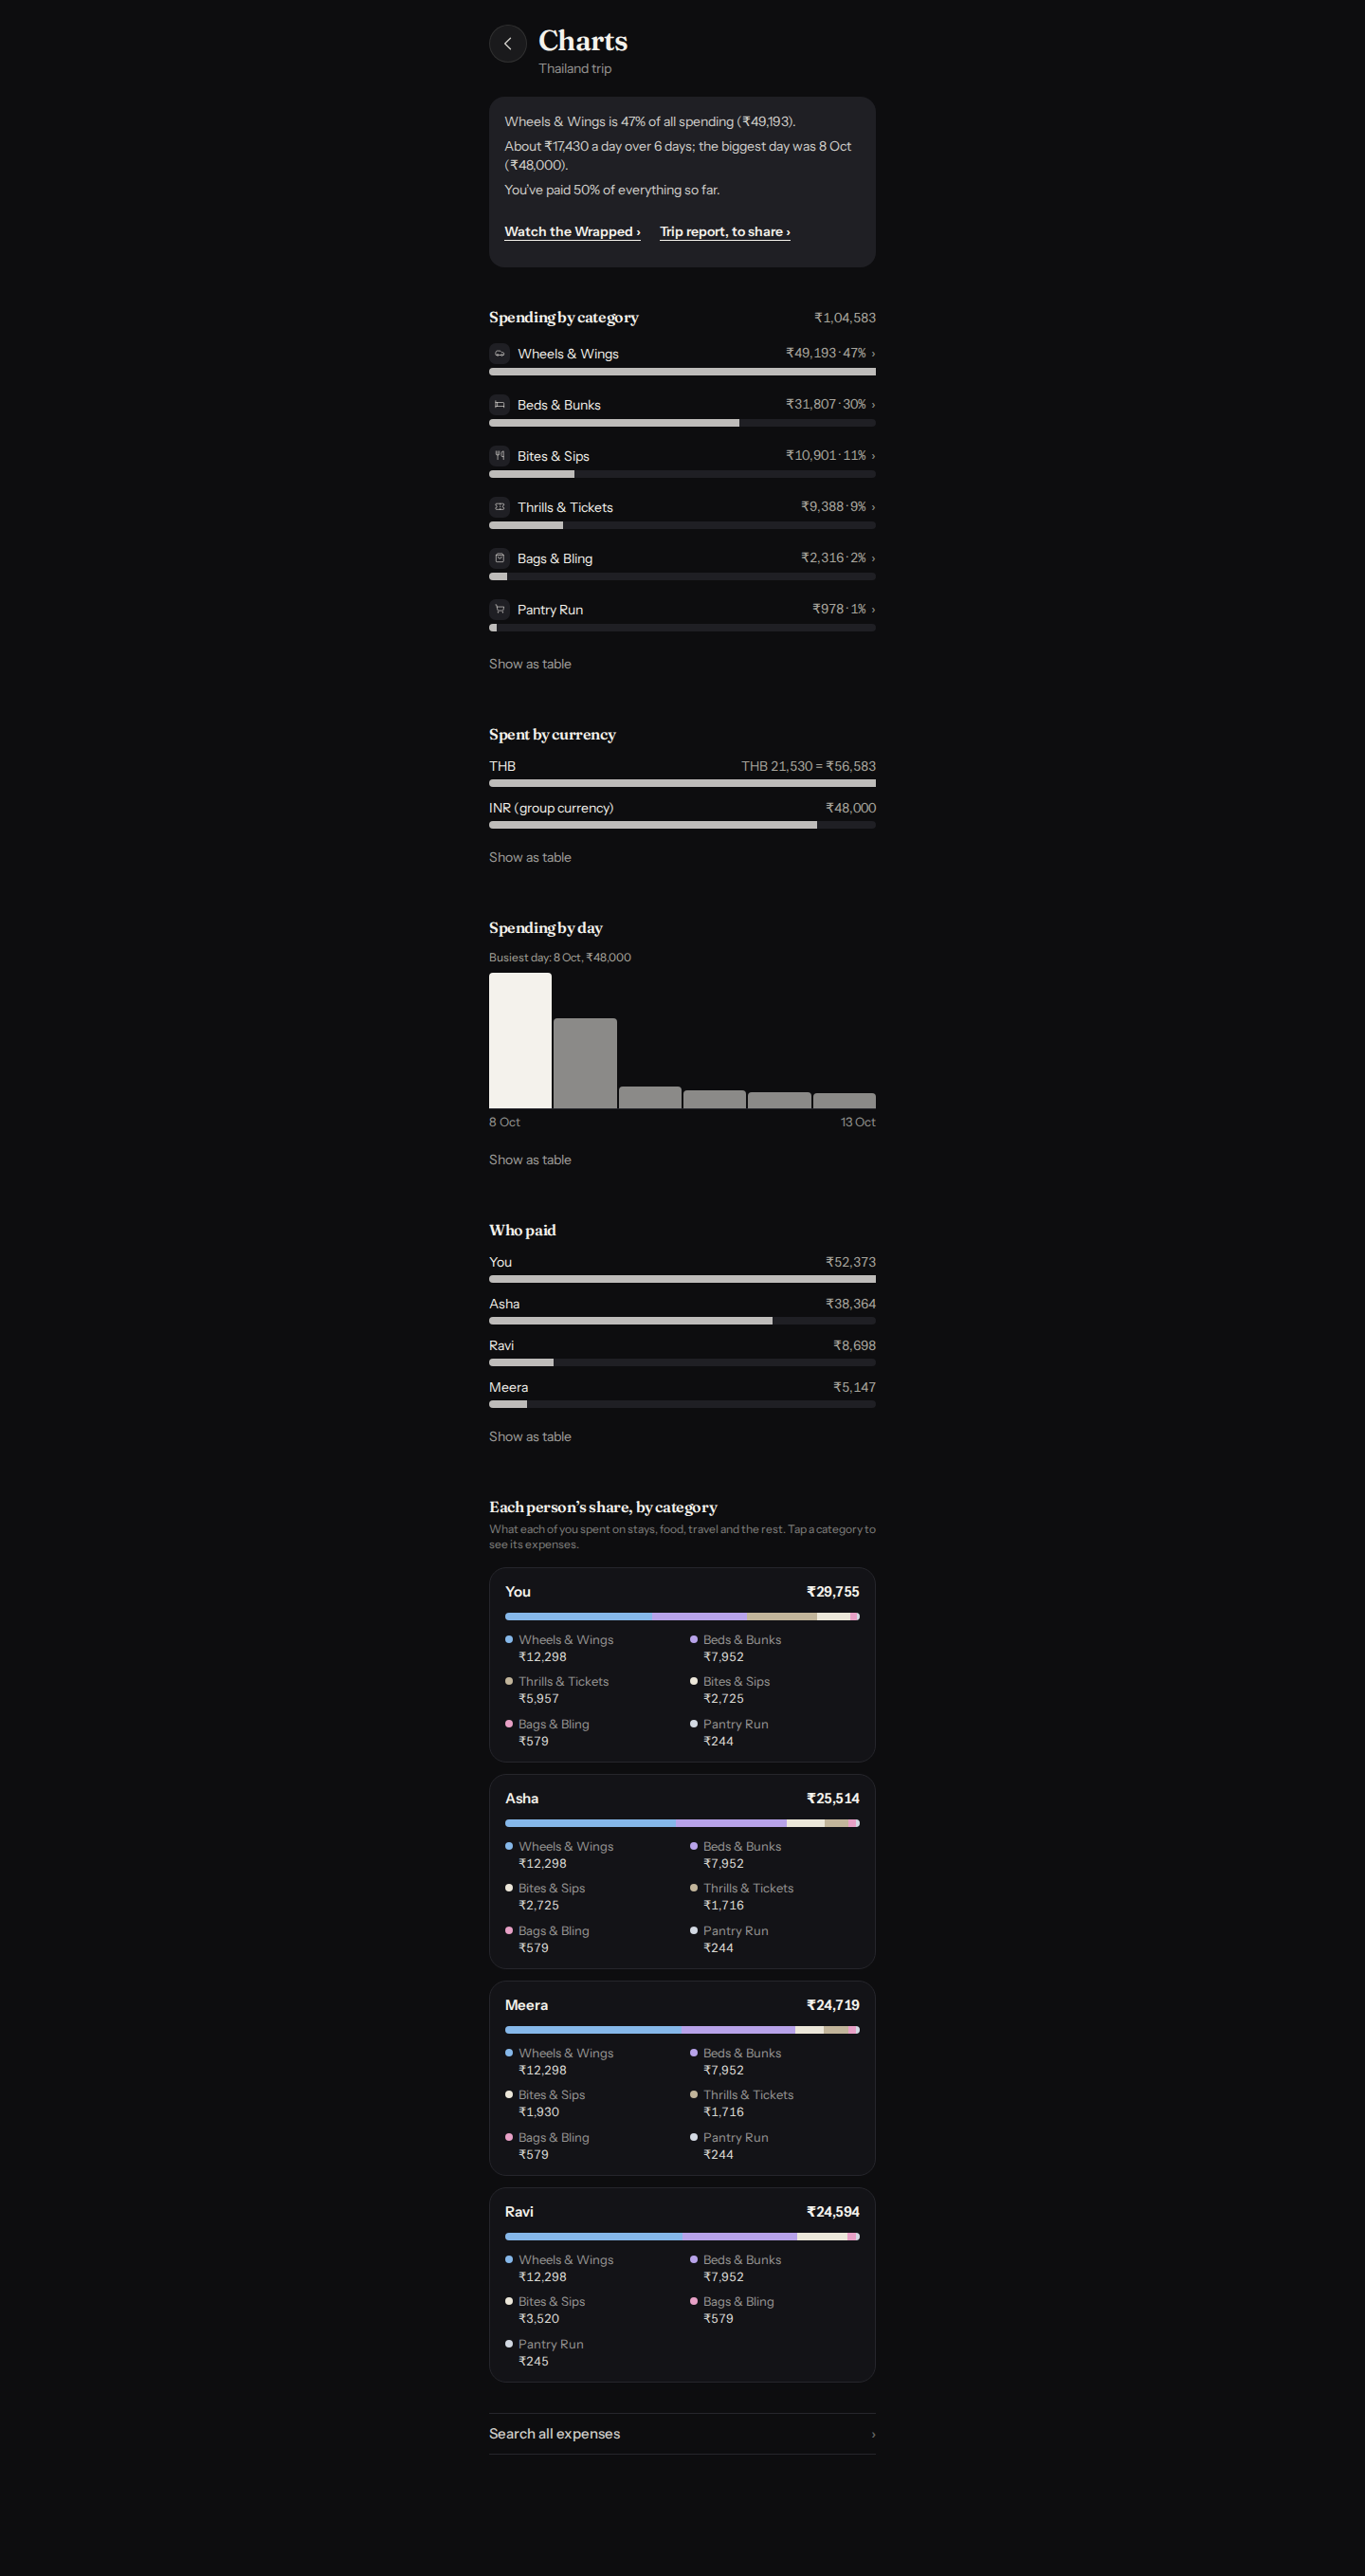 Charts
Thailand trip
Wheels & Wings is 47% of all spending (₹49,193).
About ₹17,430 a day over 6 days; the biggest day was 8 Oct
(₹48,000).
You’ve paid 50% of everything so far.
Watch the Wrapped › Trip report, to share ›
Spending by category ₹1,04,583
Wheels & Wings ₹49,193 · 47% ›
Beds & Bunks ₹31,807 · 30% ›
Bites & Sips ₹10,901 · 11% ›
Thrills & Tickets ₹9,388 · 9% ›
Bags & Bling ₹2,316 · 2% ›
Pantry Run ₹978 · 1% ›
Show as table
Spent by currency
THB THB 21,530 = ₹56,583
INR (group currency) ₹48,000
Show as table
Spending by day
Busiest day: 8 Oct, ₹48,000
8 Oct 13 Oct
Show as table
Who paid
You ₹52,373
Asha ₹38,364
Ravi ₹8,698
Meera ₹5,147
Show as table
Each person’s share, by category
What each of you spent on stays, food, travel and the rest. Tap a category to
see its expenses.
You ₹29,755
Wheels & Wings Beds & Bunks
₹12,298 ₹7,952
Thrills & Tickets Bites & Sips
₹5,957 ₹2,725
Bags & Bling Pantry Run
₹579 ₹244
Asha ₹25,514
Wheels & Wings Beds & Bunks
₹12,298 ₹7,952
Bites & Sips Thrills & Tickets
₹2,725 ₹1,716
Bags & Bling Pantry Run
₹579 ₹244
Meera ₹24,719
Wheels & Wings Beds & Bunks
₹12,298 ₹7,952
Bites & Sips Thrills & Tickets
₹1,930 ₹1,716
Bags & Bling Pantry Run
₹579 ₹244
Ravi ₹24,594
Wheels & Wings Beds & Bunks
₹12,298 ₹7,952
Bites & Sips Bags & Bling
₹3,520 ₹579
Pantry Run
₹245
Search all expenses ›